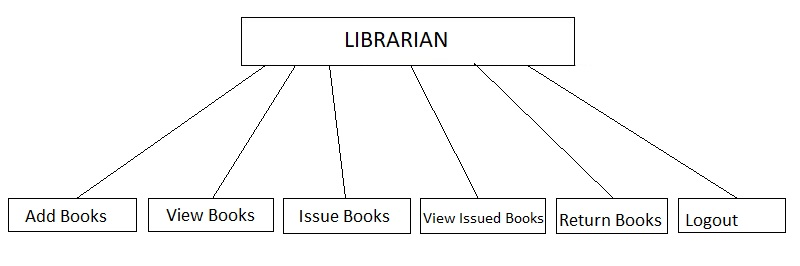 LIBRARIAN
Add Books
View Books
Issue Books
View Issued Books
Return Books
Logout